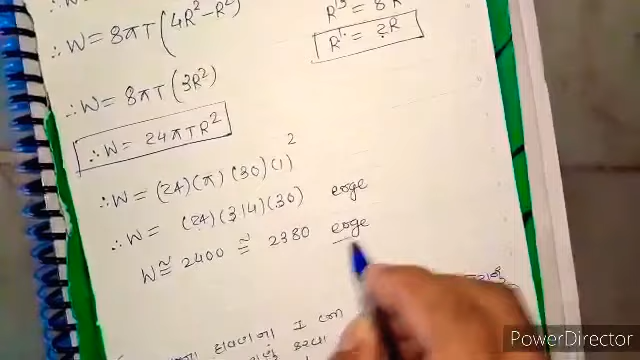 ∴ W = 8πT(4R²-R²)
∴ W = 8πT(3R²)
∴ W = 24πTR²
R'³ = 8R
R' = 2R
∴ W = (24)(π)(30)(1)²
∴ W = (24)(3.14)(30) erge
W ≅ 2400 ≅ 2380 erge
I
PowerDirector